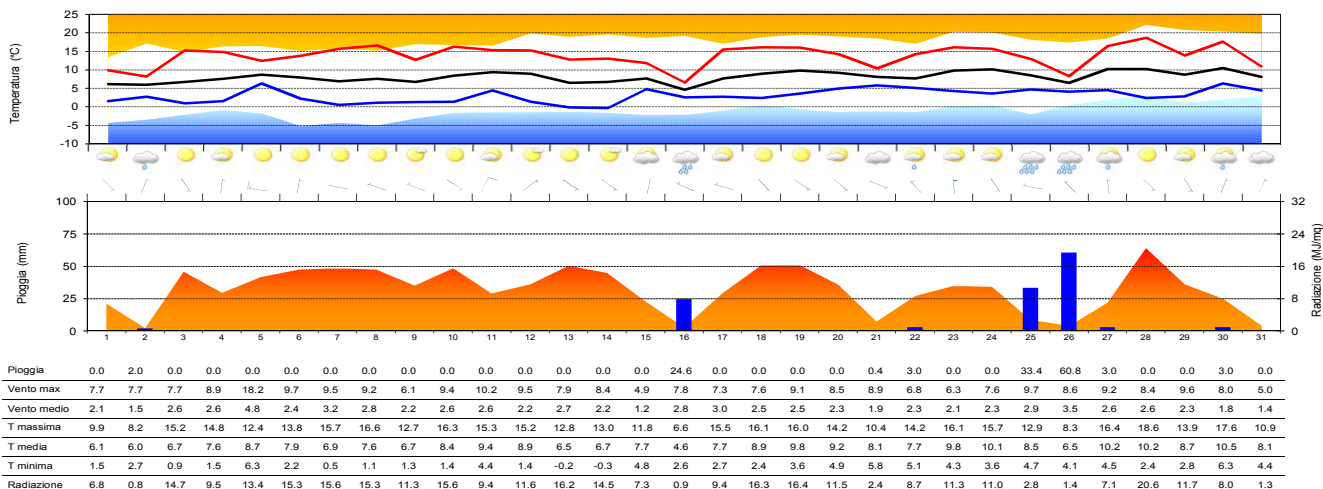 25
20
15
10
5
0
-5
-10
Temperatura (°C)
100
75
50
25
0
Pioggia (mm)
32
24
16
8
0
Radiazione (MJ/mq)
1 2 3 4 5 6 7 8 9 10 11 12 13 14 15 16 17 18 19 20 21 22 23 24 25 26 27 28 29 30 31
Pioggia 0.0 2.0 0.0 0.0 0.0 0.0 0.0 0.0 0.0 0.0 0.0 0.0 0.0 0.0 0.0 24.6 0.0 0.0 0.0 0.0 0.4 3.0 0.0 0.0 33.4 60.8 3.0 0.0 0.0 3.0 0.0
Vento max 7.7 7.7 7.7 8.9 18.2 9.7 9.5 9.2 6.1 9.4 10.2 9.5 7.9 8.4 4.9 7.8 7.3 7.6 9.1 8.5 8.9 6.8 6.3 7.6 9.7 8.6 9.2 8.4 9.6 8.0 5.0
Vento medio 2.1 1.5 2.6 2.6 4.8 2.4 3.2 2.8 2.2 2.6 2.6 2.2 2.7 2.2 1.2 2.8 3.0 2.5 2.5 2.3 1.9 2.3 2.1 2.3 2.9 3.5 2.6 2.6 2.3 1.8 1.4
T massima 9.9 8.2 15.2 14.8 12.4 13.8 15.7 16.6 12.7 16.3 15.3 15.2 12.8 13.0 11.8 6.6 15.5 16.1 16.0 14.2 10.4 14.2 16.1 15.7 12.9 8.3 16.4 18.6 13.9 17.6 10.9
T media 6.1 6.0 6.7 7.6 8.7 7.9 6.9 7.6 6.7 8.4 9.4 8.9 6.5 6.7 7.7 4.6 7.7 8.9 9.8 9.2 8.1 7.7 9.8 10.1 8.5 6.5 10.2 10.2 8.7 10.5 8.1
T minima 1.5 2.7 0.9 1.5 6.3 2.2 0.5 1.1 1.3 1.4 4.4 1.4 -0.2 -0.3 4.8 2.6 2.7 2.4 3.6 4.9 5.8 5.1 4.3 3.6 4.7 4.1 4.5 2.4 2.8 6.3 4.4
Radiazione 6.8 0.8 14.7 9.5 13.4 15.3 15.6 15.3 11.3 15.6 9.4 11.6 16.2 14.5 7.3 0.9 9.4 16.3 16.4 11.5 2.4 8.7 11.3 11.0 2.8 1.4 7.1 20.6 11.7 8.0 1.3